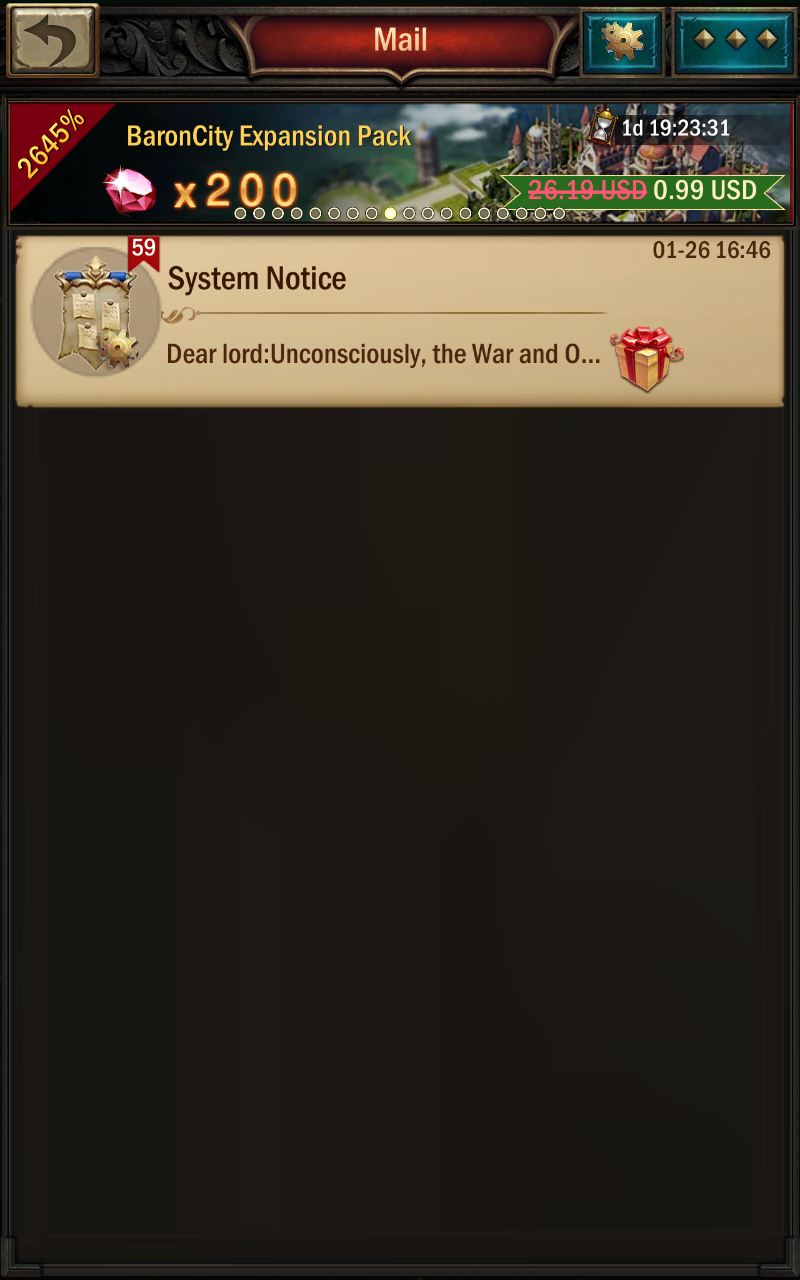 Mail
2645%
BaronCity Expansion Pack
1d 19:23:31
x200
26.19 USD 0.99 USD
59
01-26 16:46
System Notice
Dear lord:Unconsciously, the War and O...